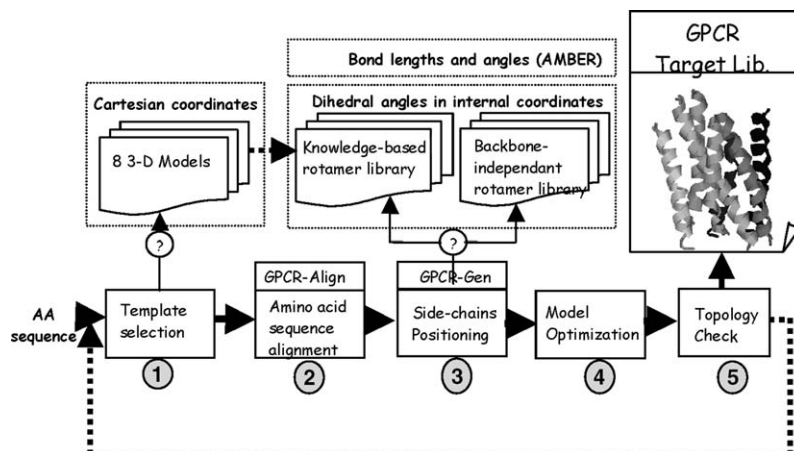 GPCR
Target Lib.
Bond lengths and angles (AMBER)
Cartesian coordinates
Dihedral angles in internal coordinates
8 3-D Models
Knowledge-based
rotamer library
Backbone-
independant
rotamer library
?
?
GPCR-Align
GPCR-Gen
AA
sequence
Template
selection
Amino acid
sequence
alignment
Side-chains
Positioning
Model
Optimization
Topology
Check
1
2
3
4
5